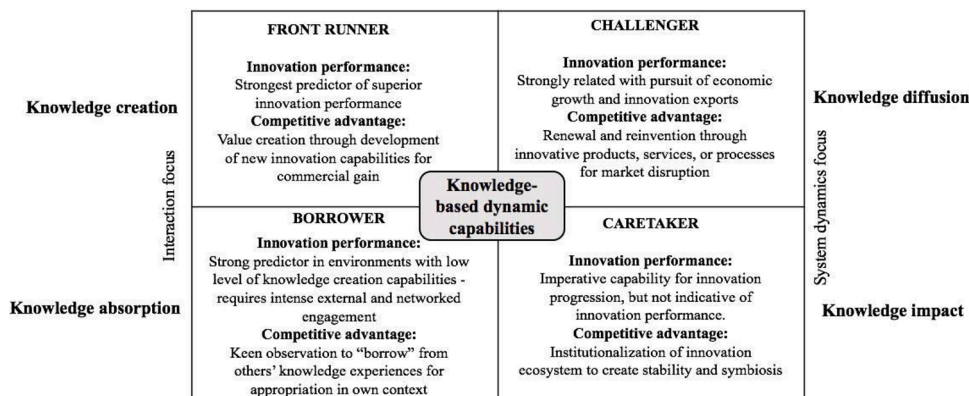 FRONT RUNNER
Innovation performance:
Strongest predictor of superior
innovation performance
Competitive advantage:
Value creation through development
of new innovation capabilities for
commercial gain
CHALLENGER
Innovation performance:
Strongly related with pursuit of economic
growth and innovation exports
Competitive advantage:
Renewal and reinvention through
innovative products, services, or processes
for market disruption
Knowledge creation
Knowledge diffusion
Interaction focus
System dynamics focus
Knowledge-
based dynamic
capabilities
BORROWER
Innovation performance:
Strong predictor in environments with low
level of knowledge creation capabilities -
requires intense external and networked
engagement
Competitive advantage:
Keen observation to “borrow” from
others’ knowledge experiences for
appropriation in own context
CARETAKER
Innovation performance:
Imperative capability for innovation
progression, but not indicative of
innovation performance.
Competitive advantage:
Institutionalization of innovation
ecosystem to create stability and symbiosis
Knowledge absorption
Knowledge impact